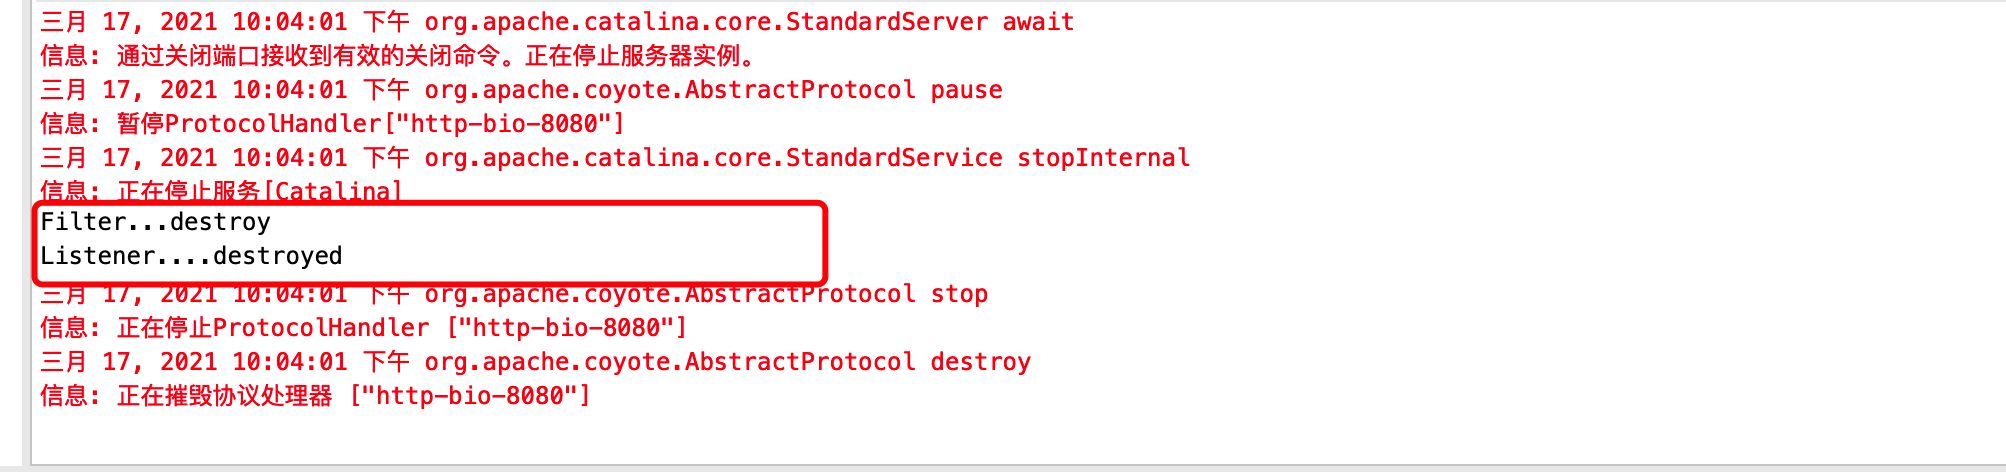 三月 17, 2021 10:04:01 下午 org.apache.catalina.core.StandardServer await
信息: 通过关闭端口接收到有效的关闭命令。正在停止服务器实例。
三月 17, 2021 10:04:01 下午 org.apache.coyote.AbstractProtocol pause
信息: 暂停ProtocolHandler["http-bio-8080"]
三月 17, 2021 10:04:01 下午 org.apache.catalina.core.StandardService stopInternal
信息: 正在停止服务[Catalina]
Filter...destroy
Listener....destroyed
三月 17, 2021 10:04:01 下午 org.apache.coyote.AbstractProtocol stop
信息: 正在停止ProtocolHandler ["http-bio-8080"]
三月 17, 2021 10:04:01 下午 org.apache.coyote.AbstractProtocol destroy
信息: 正在摧毁协议处理器 ["http-bio-8080"]